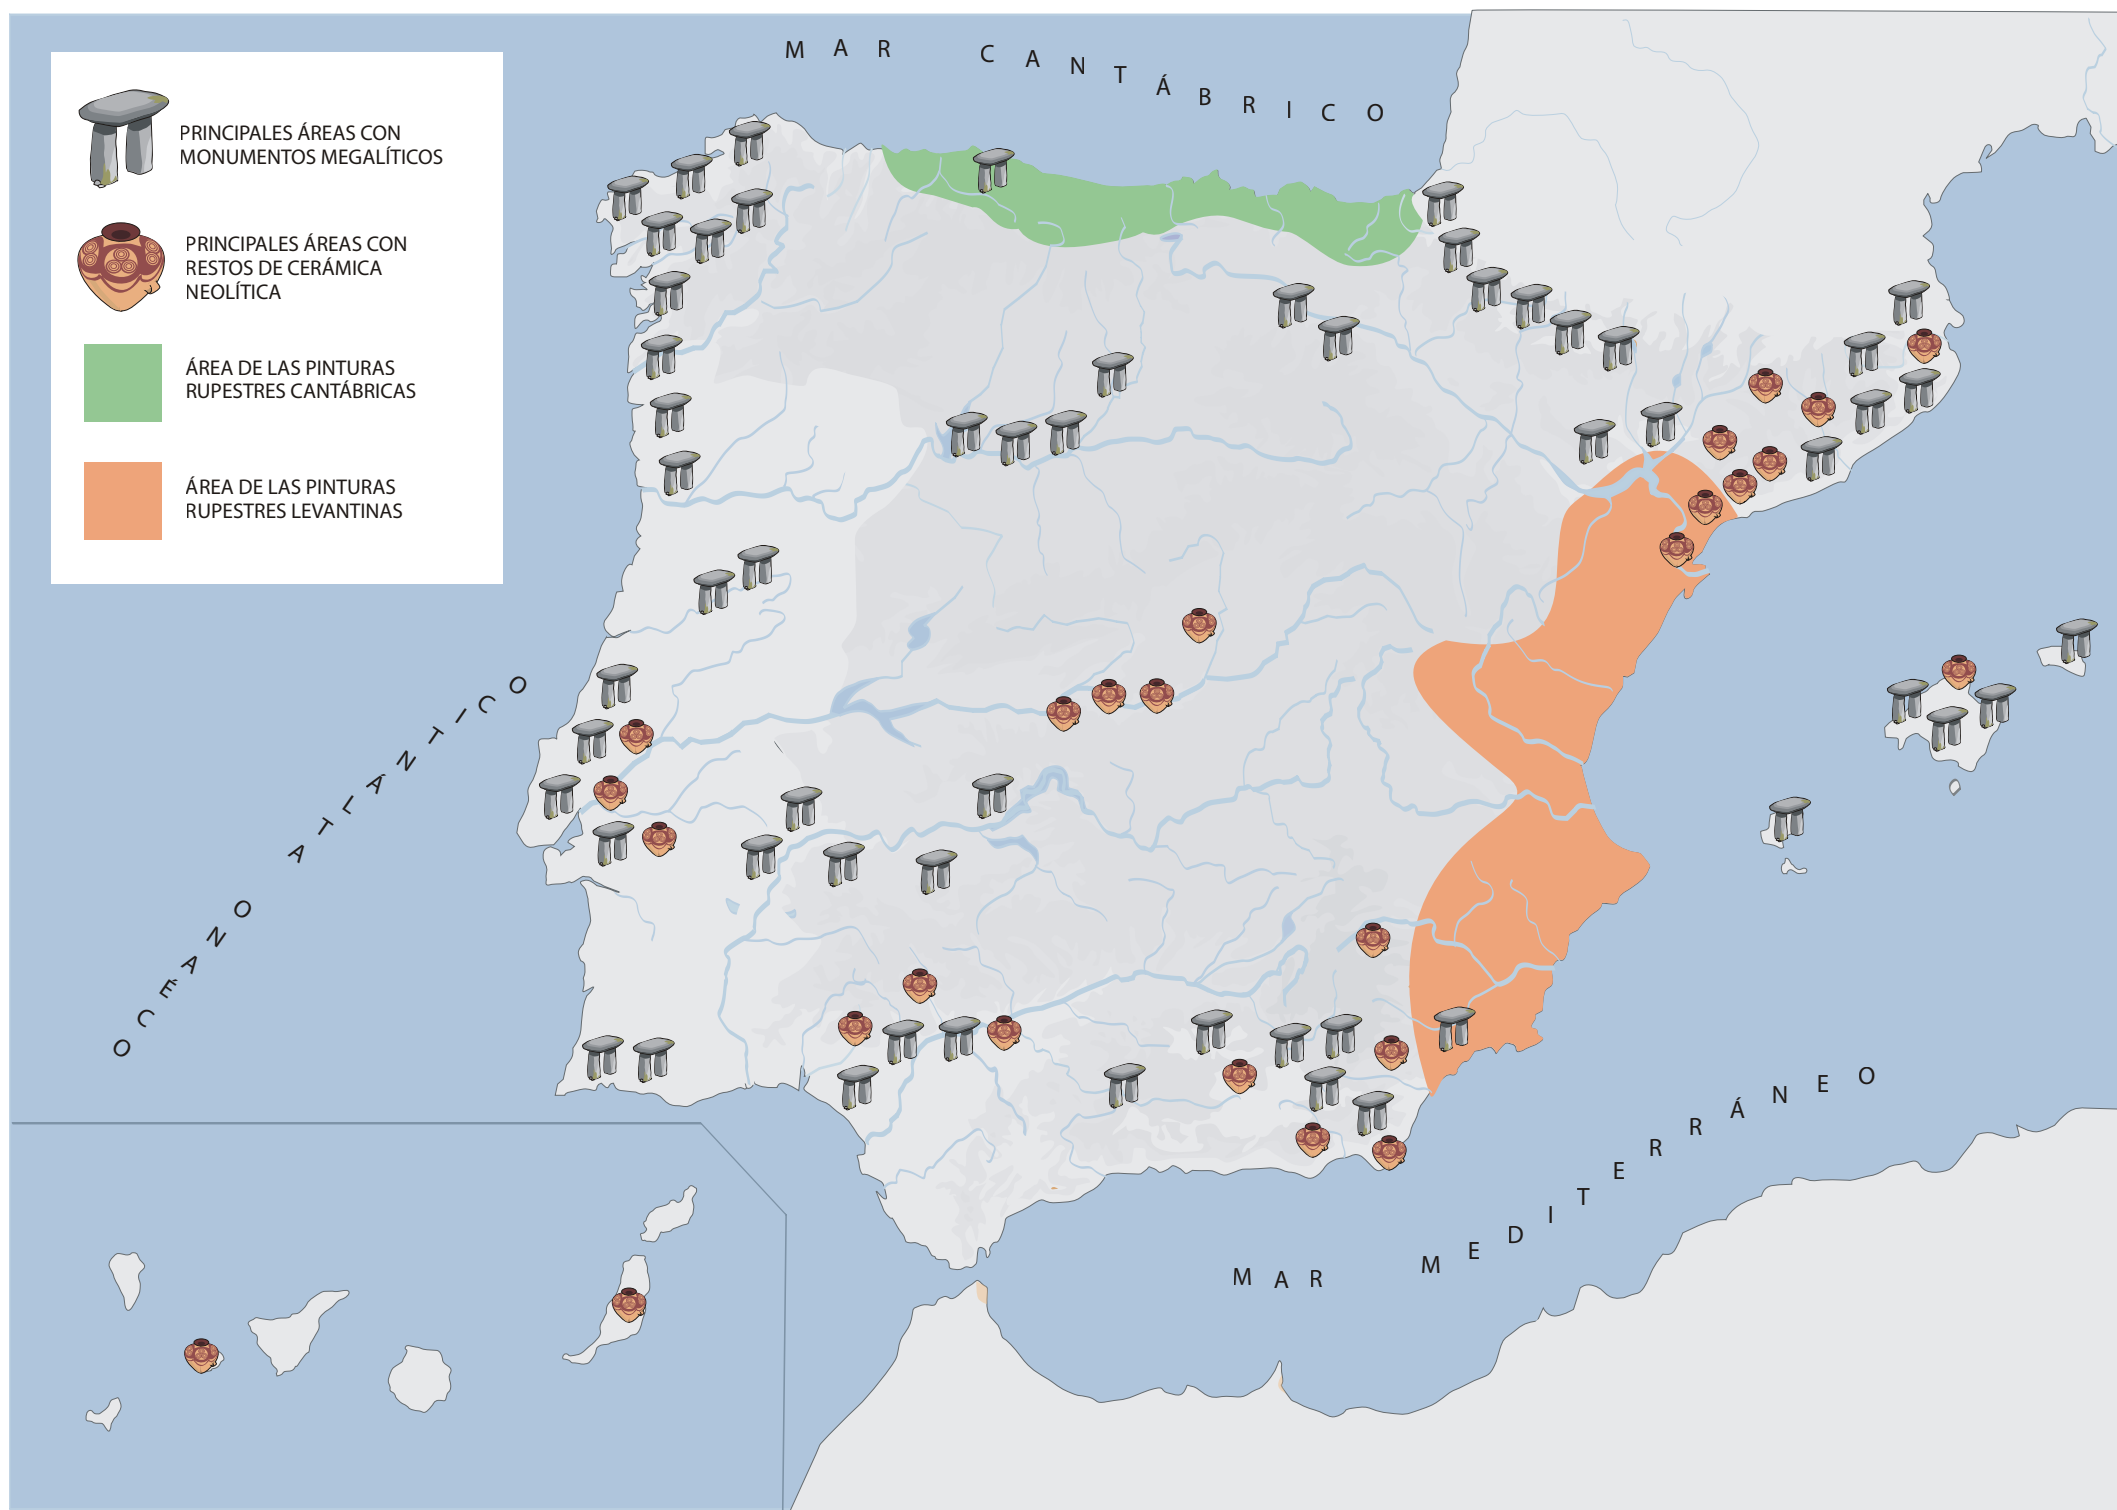 MAR CANTÁBRICO
PRINCIPALES ÁREAS CON
MONUMENTOS MEGALÍTICOS
PRINCIPALES ÁREAS CON
RESTOS DE CERÁMICA
NEOLÍTICA
ÁREA DE LAS PINTURAS
RUPESTRES CANTÁBRICAS
ÁREA DE LAS PINTURAS
RUPESTRES LEVANTINAS
OCÉANO ATLÁNTICO
MAR MEDITERRÁNEO